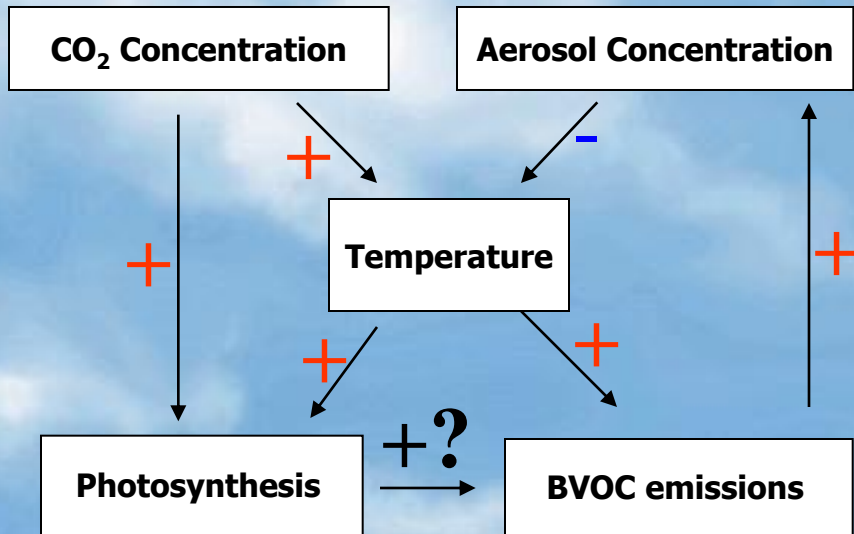 CO₂ Concentration
Aerosol Concentration
+
-
Temperature
+
+
+
+
+?
Photosynthesis
BVOC emissions